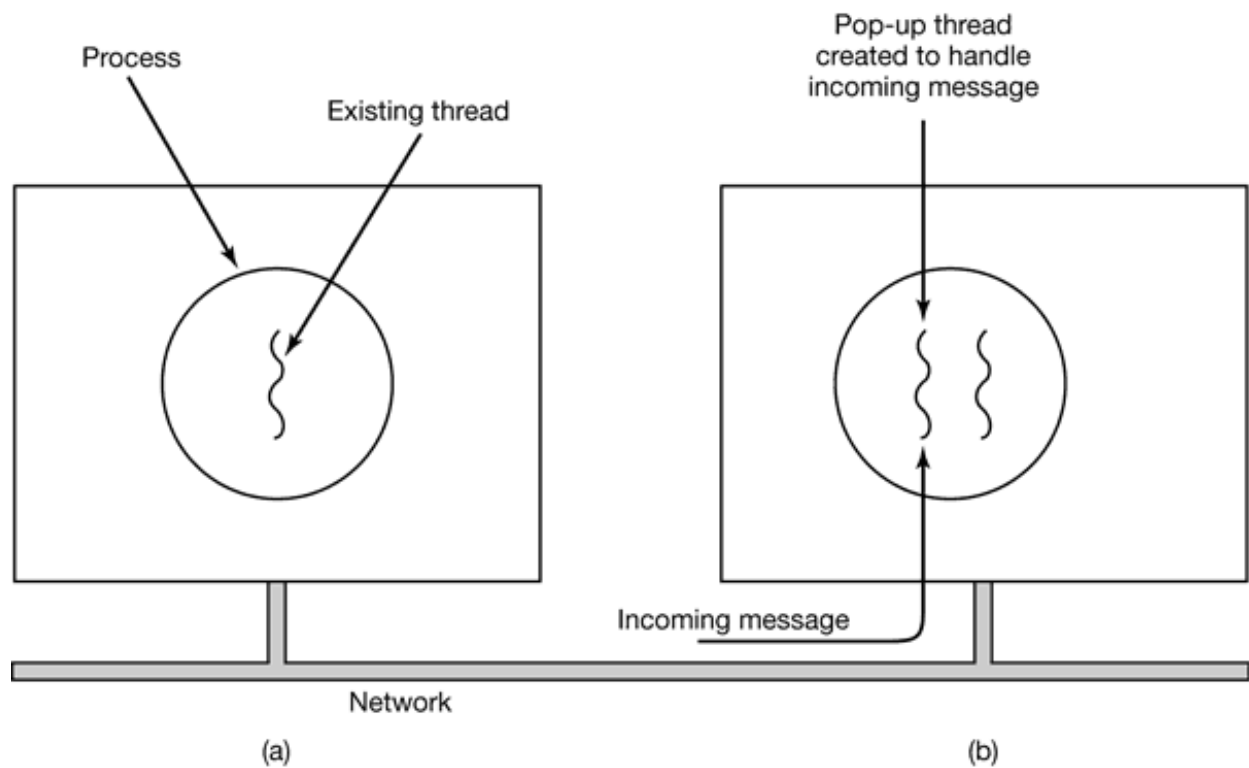 Process
Existing thread
Pop-up thread
created to handle
incoming message
Incoming message
Network
(a)
(b)